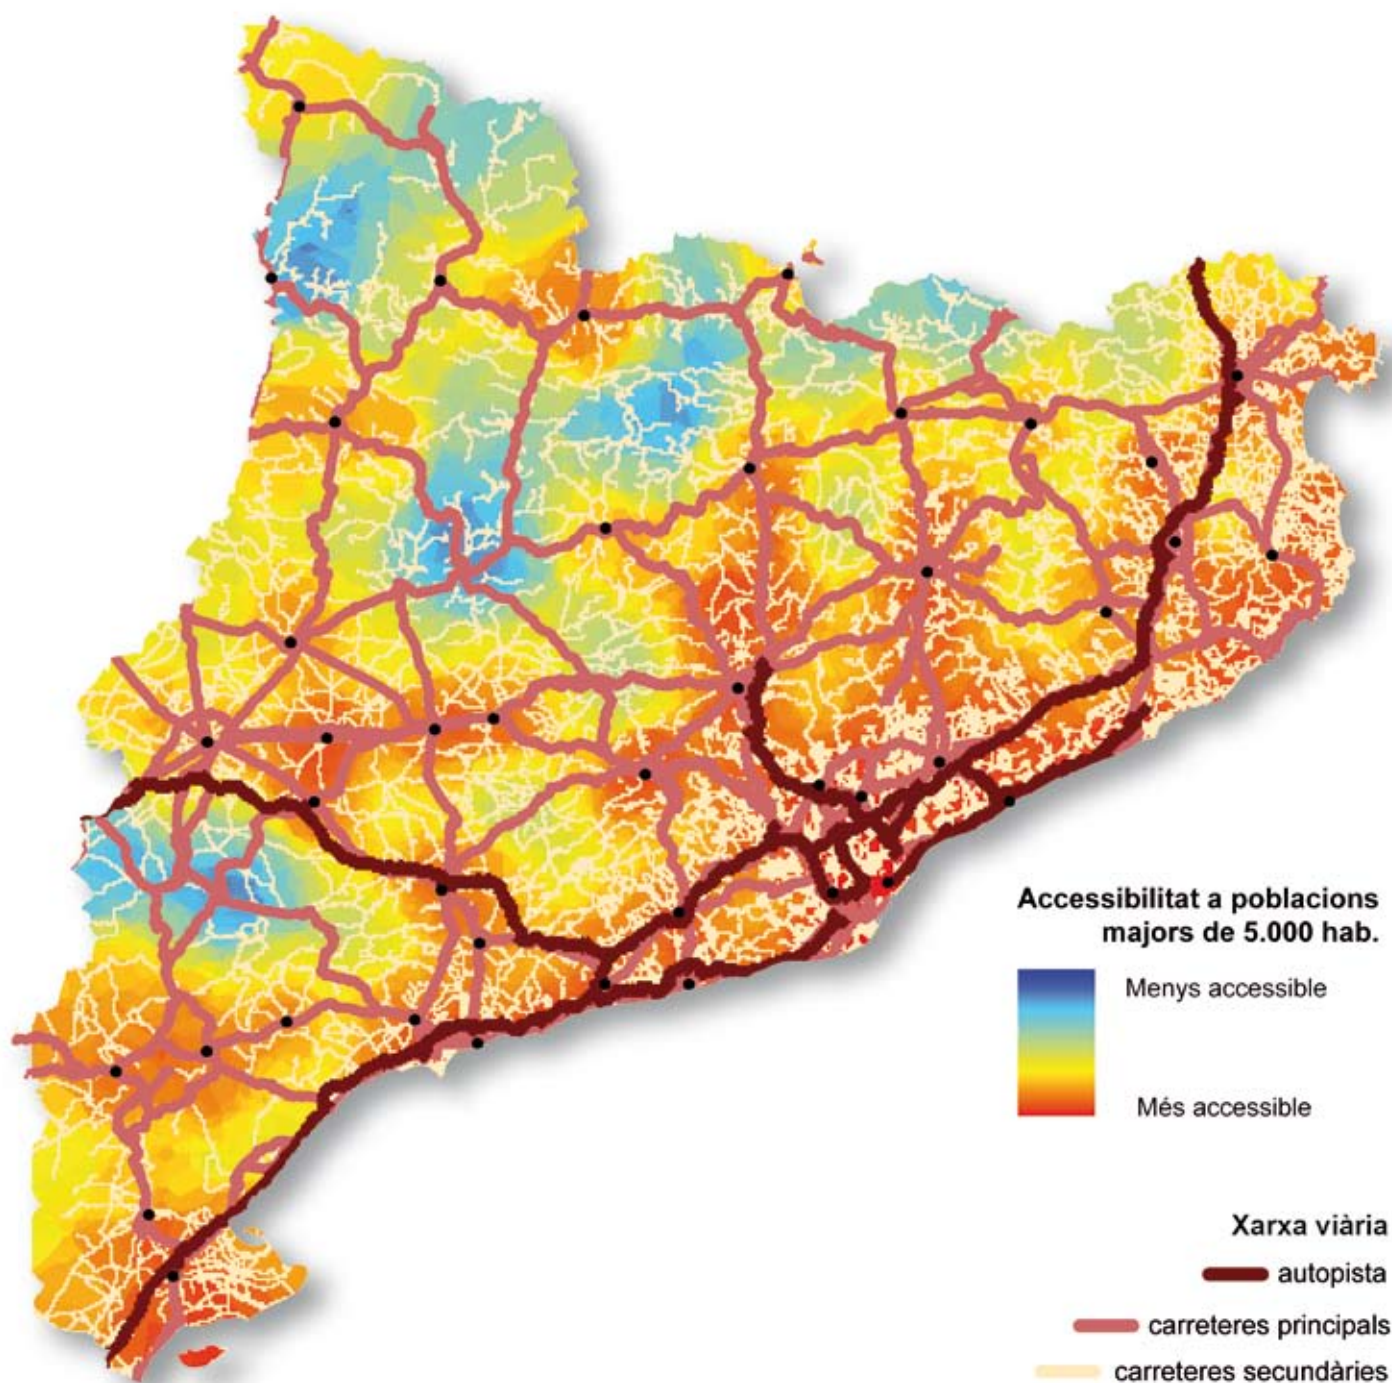 Accessibilitat a poblacions
majors de 5.000 hab.
Menys accessible
Més accessible
Xarxa viària
autopista
carreteres principals
carreteres secundàries